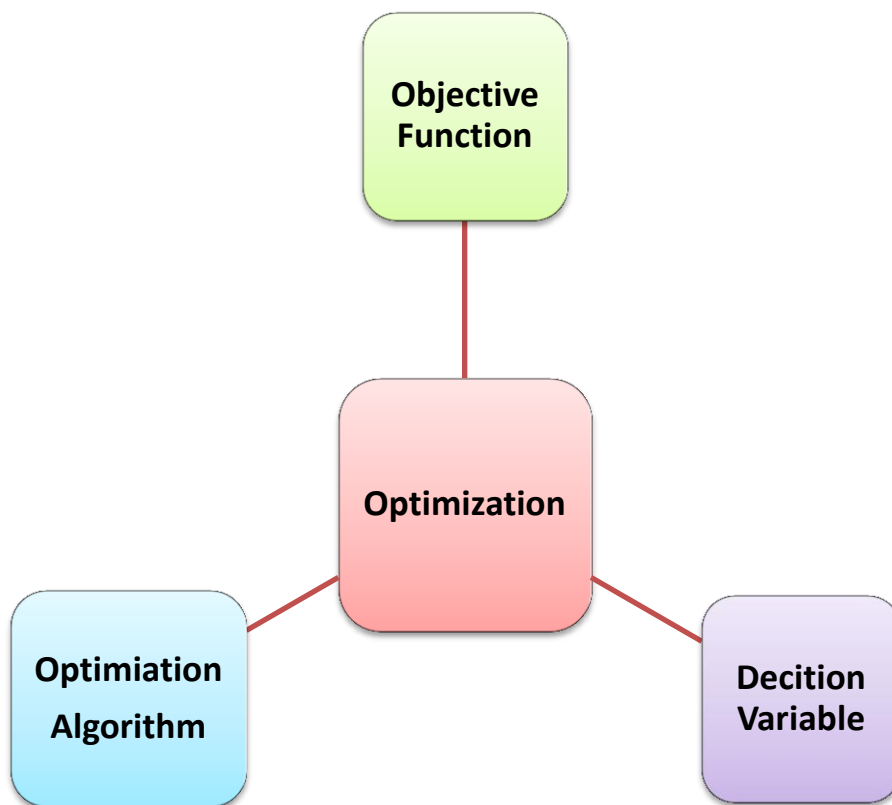 Objective
Function
Optimization
Optimiation
Algorithm
Decition
Variable